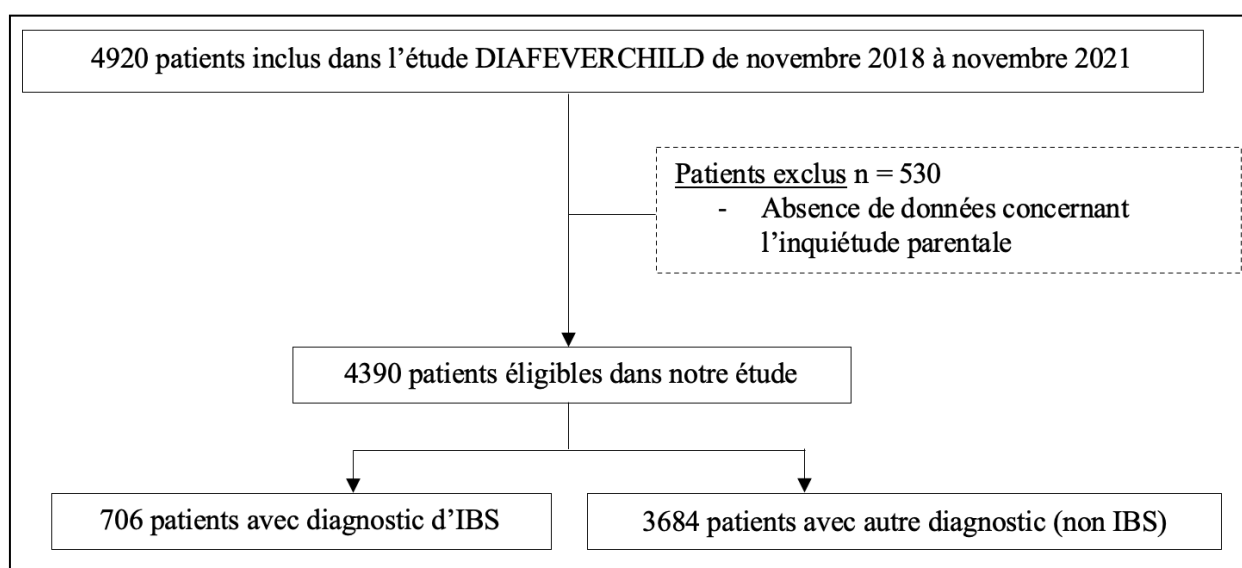 4920 patients inclus dans l’étude DIAFEVERCHILD de novembre 2018 à novembre 2021
Patients exclus n = 530
- Absence de données concernant
l’inquiétude parentale
4390 patients éligibles dans notre étude
706 patients avec diagnostic d’IBS
3684 patients avec autre diagnostic (non IBS)